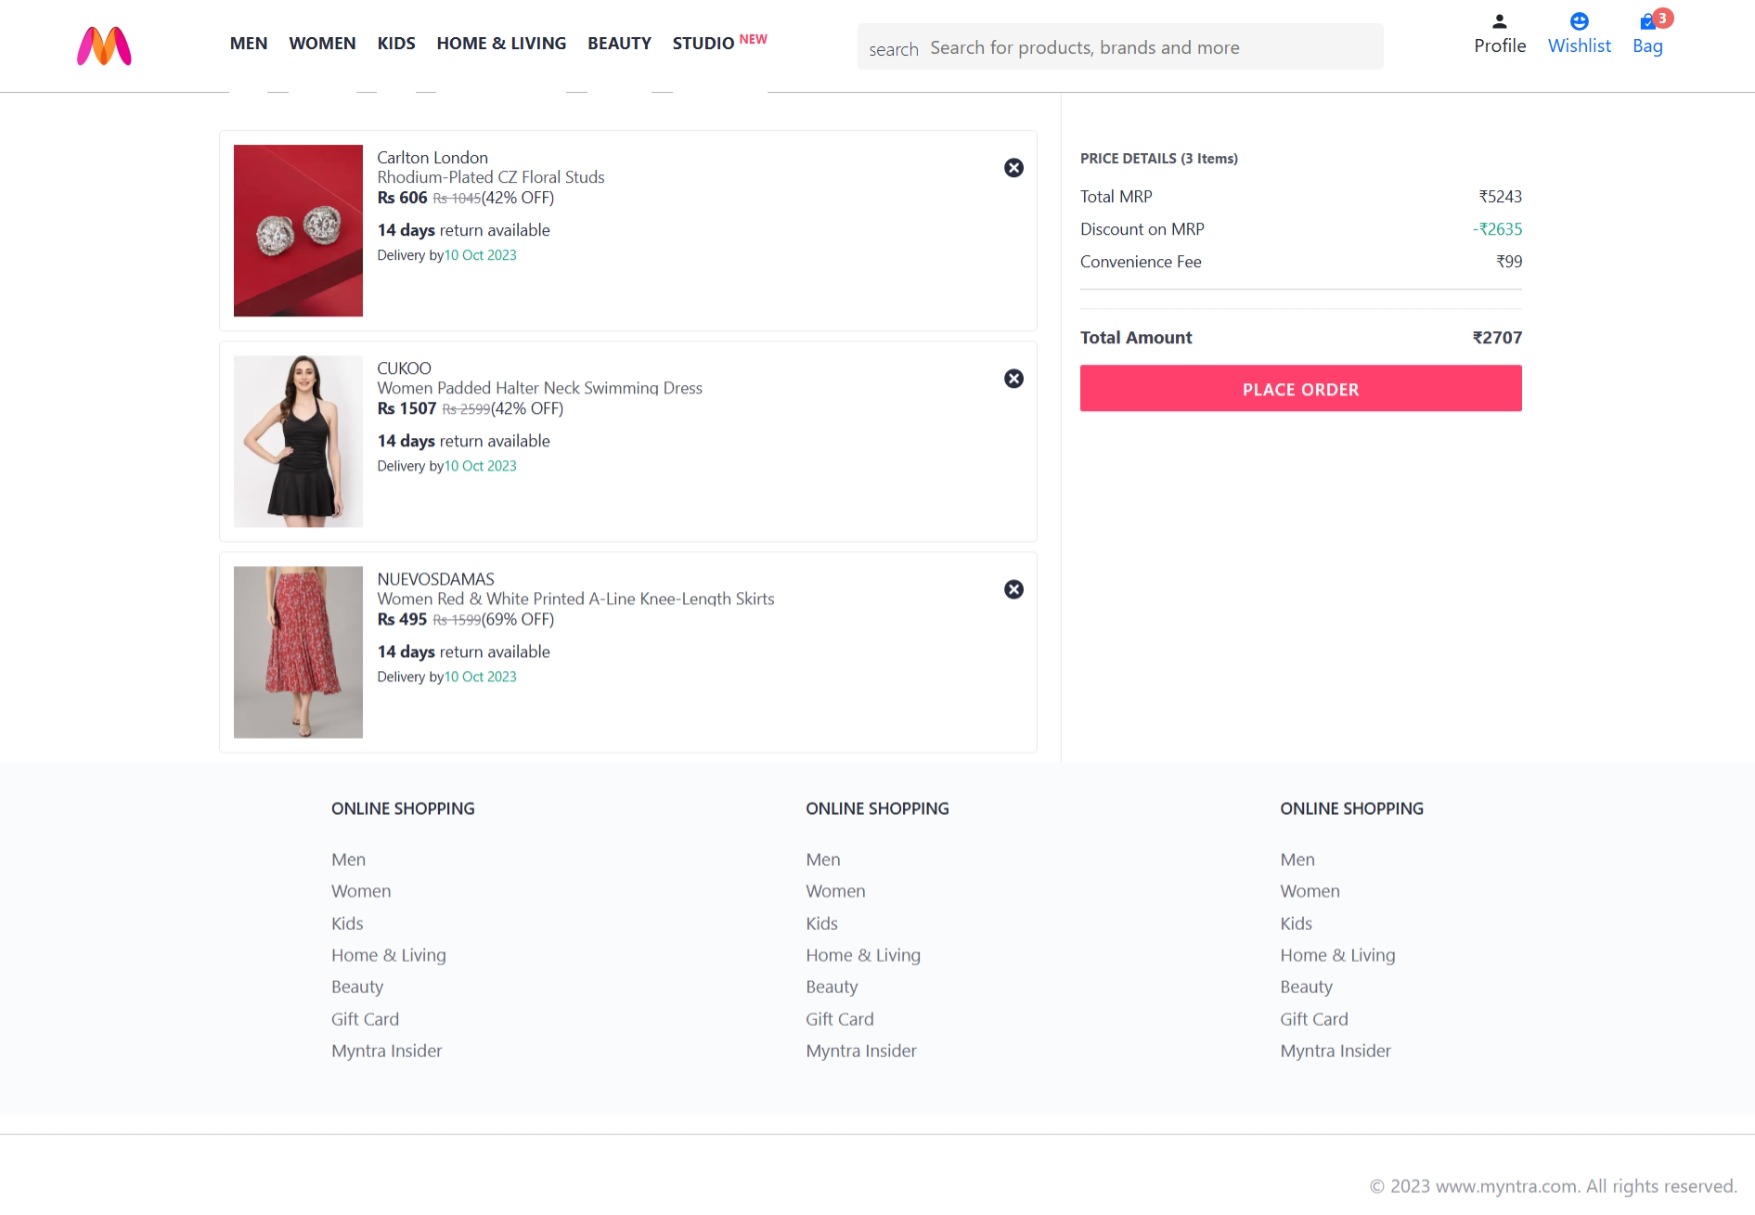 MEN WOMEN KIDS HOME & LIVING BEAUTY STUDIO NEW
search Search for products, brands and more
Profile Wishlist Bag 3
Carlton London
Rhodium-Plated CZ Floral Studs
Rs 606 Rs 1045(42% OFF)
14 days return available
Delivery by10 Oct 2023
CUKOO
Women Padded Halter Neck Swimming Dress
Rs 1507 Rs 2599(42% OFF)
14 days return available
Delivery by10 Oct 2023
NUEVOSDAMAS
Women Red & White Printed A-Line Knee-Length Skirts
Rs 495 Rs 1599(69% OFF)
14 days return available
Delivery by10 Oct 2023
PRICE DETAILS (3 Items)
Total MRP ₹5243
Discount on MRP -₹2635
Convenience Fee ₹99
Total Amount ₹2707
PLACE ORDER
ONLINE SHOPPING
Men
Women
Kids
Home & Living
Beauty
Gift Card
Myntra Insider
ONLINE SHOPPING
Men
Women
Kids
Home & Living
Beauty
Gift Card
Myntra Insider
ONLINE SHOPPING
Men
Women
Kids
Home & Living
Beauty
Gift Card
Myntra Insider
© 2023 www.myntra.com. All rights reserved.